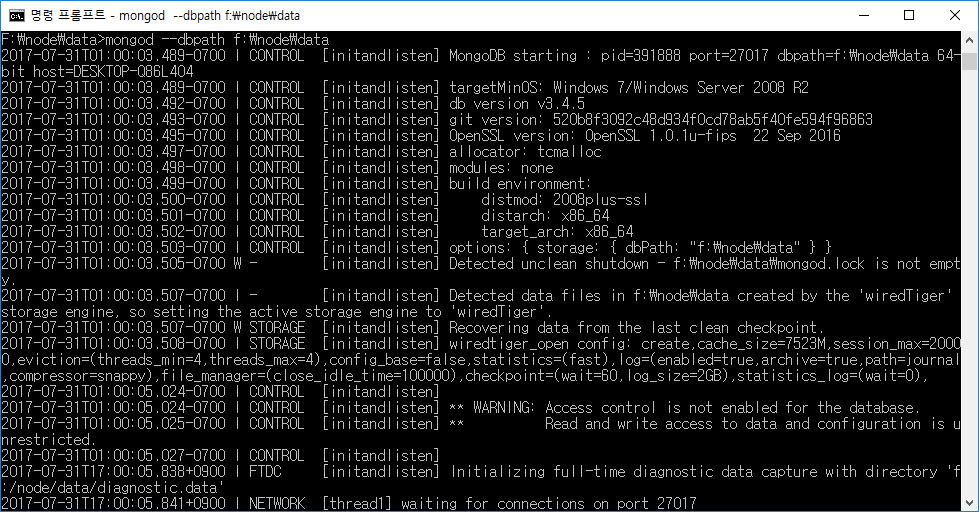 명령 프롬프트 - mongod  --dbpath f:₩node₩data
F:₩node₩data>mongod --dbpath f:₩node₩data
2017-07-31T01:00:03.489-0700 I CONTROL  [initandlisten] MongoDB starting : pid=391888 port=27017 dbpath=f:₩node₩data 64-
bit host=DESKTOP-Q86L404
2017-07-31T01:00:03.489-0700 I CONTROL  [initandlisten] targetMinOS: Windows 7/Windows Server 2008 R2
2017-07-31T01:00:03.492-0700 I CONTROL  [initandlisten] db version v3.4.5
2017-07-31T01:00:03.493-0700 I CONTROL  [initandlisten] git version: 520b8f3092c48d934f0cd78ab5f40fe594f96863
2017-07-31T01:00:03.495-0700 I CONTROL  [initandlisten] OpenSSL version: OpenSSL 1.0.1u-fips  22 Sep 2016
2017-07-31T01:00:03.497-0700 I CONTROL  [initandlisten] allocator: tcmalloc
2017-07-31T01:00:03.498-0700 I CONTROL  [initandlisten] modules: none
2017-07-31T01:00:03.499-0700 I CONTROL  [initandlisten] build environment:
2017-07-31T01:00:03.500-0700 I CONTROL  [initandlisten]     distmod: 2008plus-ssl
2017-07-31T01:00:03.501-0700 I CONTROL  [initandlisten]     distarch: x86_64
2017-07-31T01:00:03.502-0700 I CONTROL  [initandlisten]     target_arch: x86_64
2017-07-31T01:00:03.503-0700 I CONTROL  [initandlisten] options: { storage: { dbPath: "f:₩node₩data" } }
2017-07-31T01:00:03.505-0700 W -        [initandlisten] Detected unclean shutdown - f:₩node₩data₩mongod.lock is not empt
y.
2017-07-31T01:00:03.507-0700 I -        [initandlisten] Detected data files in f:₩node₩data created by the 'wiredTiger'
storage engine, so setting the active storage engine to 'wiredTiger'.
2017-07-31T01:00:03.507-0700 W STORAGE  [initandlisten] Recovering data from the last clean checkpoint.
2017-07-31T01:00:03.508-0700 I STORAGE  [initandlisten] wiredtiger_open config: create,cache_size=7523M,session_max=2000
0,eviction=(threads_min=4,threads_max=4),config_base=false,statistics=(fast),log=(enabled=true,archive=true,path=journal
,compressor=snappy),file_manager=(close_idle_time=100000),checkpoint=(wait=60,log_size=2GB),statistics_log=(wait=0),
2017-07-31T01:00:05.024-0700 I CONTROL  [initandlisten]
2017-07-31T01:00:05.024-0700 I CONTROL  [initandlisten] ** WARNING: Access control is not enabled for the database.
2017-07-31T01:00:05.025-0700 I CONTROL  [initandlisten] **          Read and write access to data and configuration is u
nrestricted.
2017-07-31T01:00:05.027-0700 I CONTROL  [initandlisten]
2017-07-31T17:00:05.838+0900 I FTDC     [initandlisten] Initializing full-time diagnostic data capture with directory 'f
:/node/data/diagnostic.data'
2017-07-31T17:00:05.841+0900 I NETWORK  [thread1] waiting for connections on port 27017